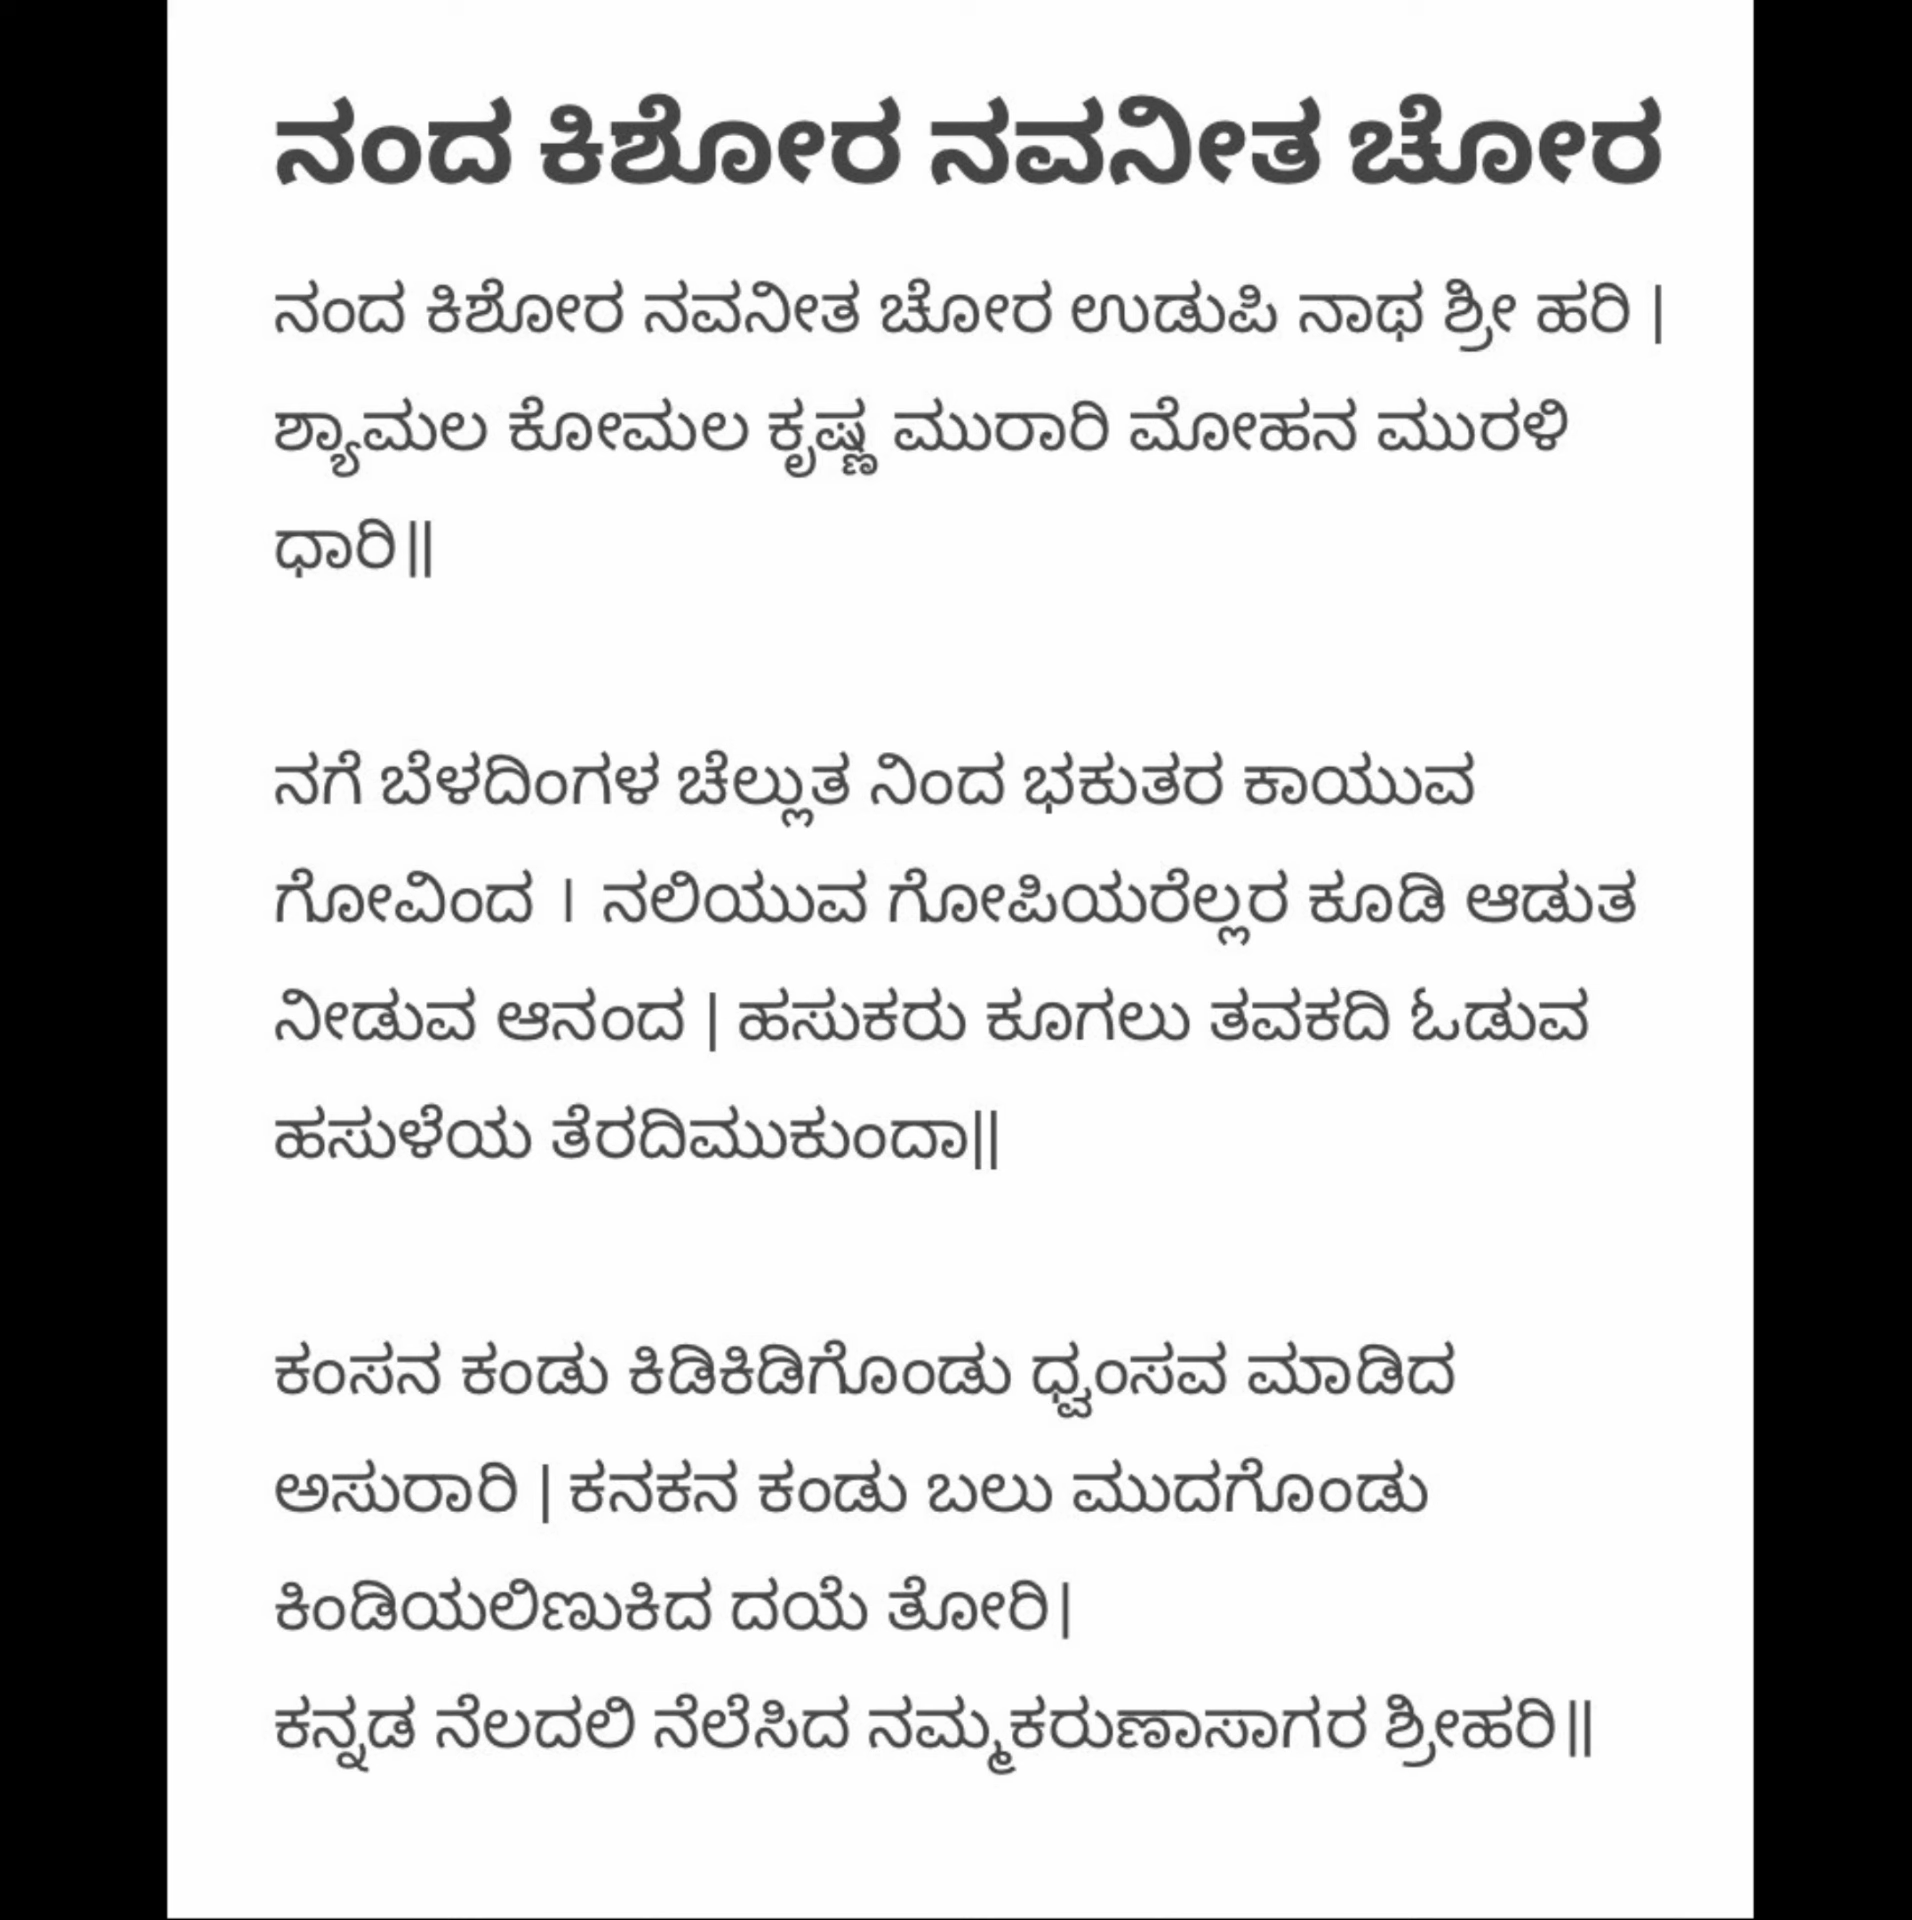 ನಂದ ಕಿಶೋರ ನವನೀತ ಚೋರ
ನಂದ ಕಿಶೋರ ನವನೀತ ಚೋರ ಉಡುಪಿ ನಾಥ ಶ್ರೀ ಹರಿ |
ಶ್ಯಾಮಲ ಕೋಮಲ ಕೃಷ್ಣ ಮುರಾರಿ ಮೋಹನ ಮುರಳಿ
ಧಾರಿ||
ನಗೆ ಬೆಳದಿಂಗಳ ಚೆಲ್ಲುತ ನಿಂದ ಭಕುತರ ಕಾಯುವ
ಗೋವಿಂದ । ನಲಿಯುವ ಗೋಪಿಯರೆಲ್ಲರ ಕೂಡಿ ಆಡುತ
ನೀಡುವ ಆನಂದ | ಹಸುಕರು ಕೂಗಲು ತವಕದಿ ಓಡುವ
ಹಸುಳೆಯ ತೆರದಿಮುಕುಂದಾ||
ಕಂಸನ ಕಂಡು ಕಿಡಿಕಿಡಿಗೊಂಡು ಧ್ವಂಸವ ಮಾಡಿದ
ಅಸುರಾರಿ | ಕನಕನ ಕಂಡು ಬಲು ಮುದಗೊಂಡು
ಕಿಂಡಿಯಲಿಣುಕಿದ ದಯೆ ತೋರಿ|
ಕನ್ನಡ ನೆಲದಲಿ ನೆಲೆಸಿದ ನಮ್ಮಕರುಣಾಸಾಗರ ಶ್ರೀಹರಿ||